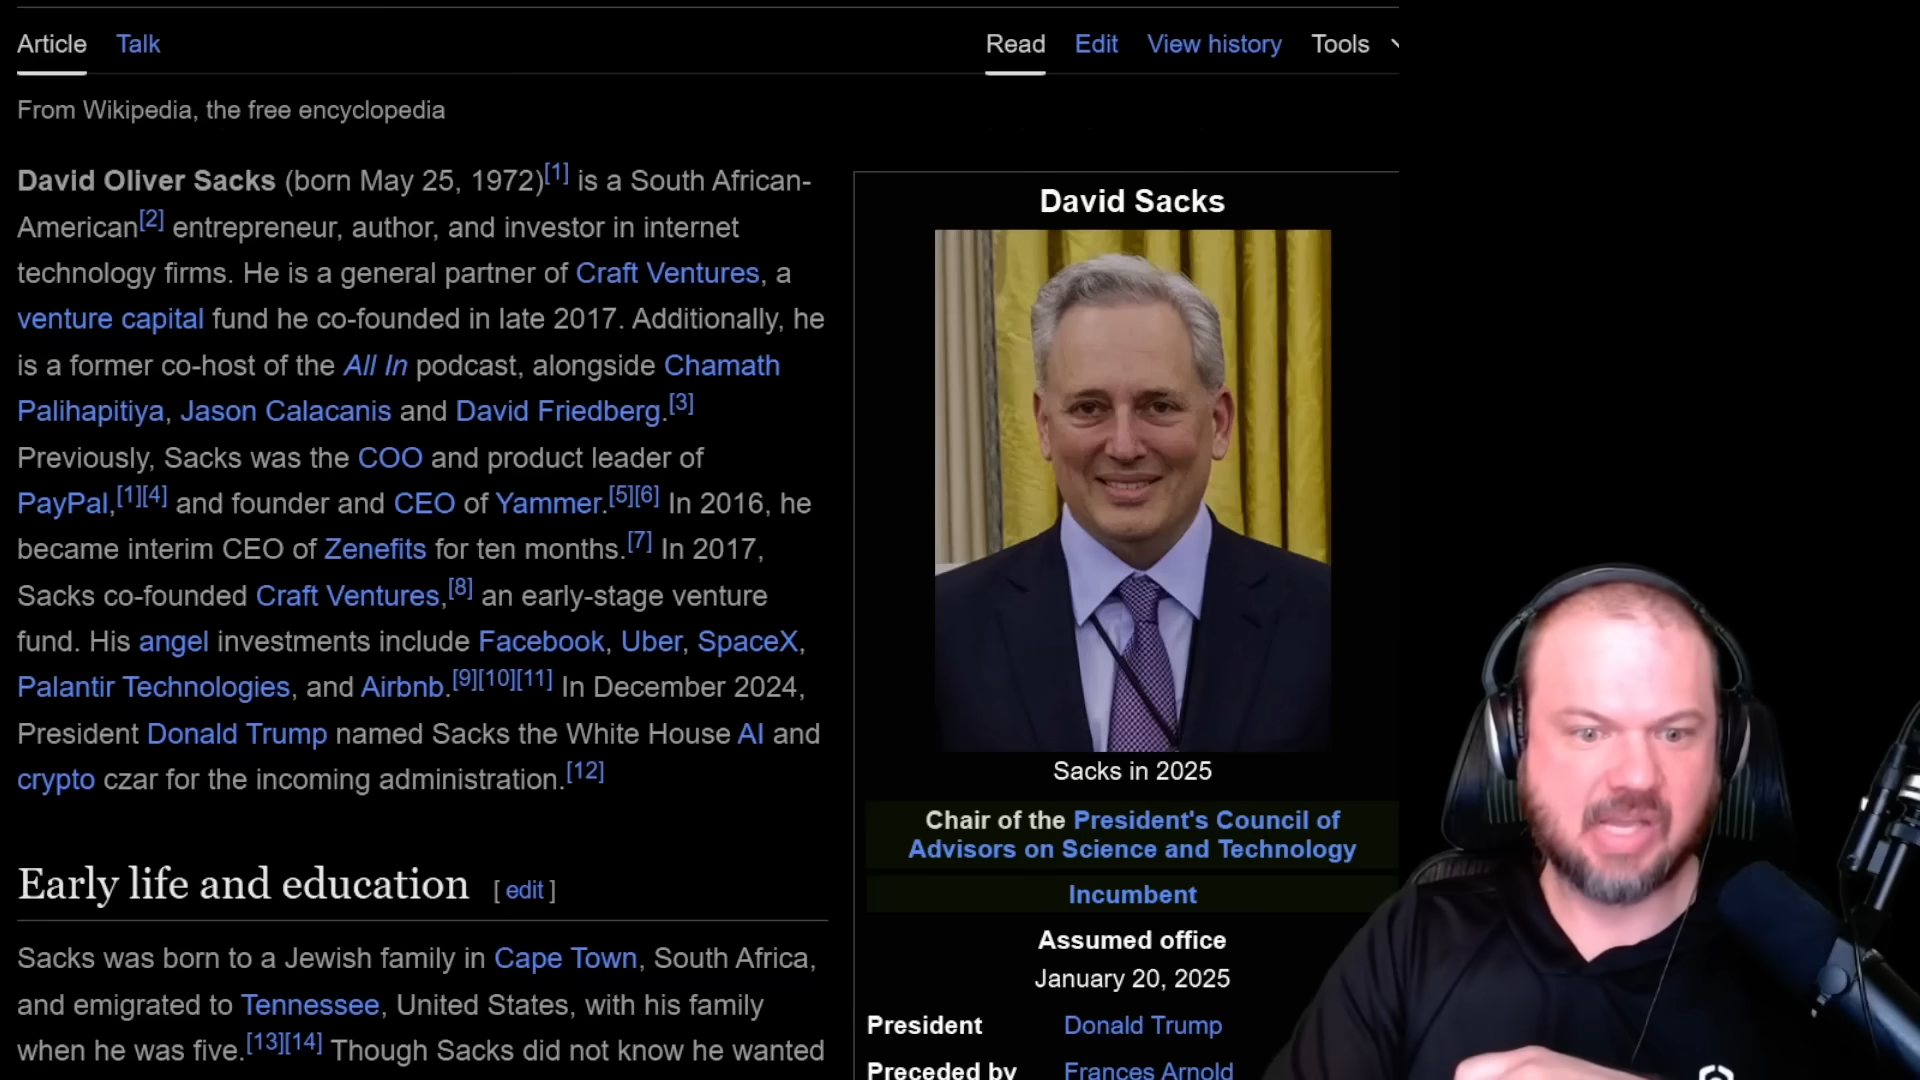 Article Talk Read Edit View history Tools
From Wikipedia, the free encyclopedia
David Oliver Sacks (born May 25, 1972)[1] is a South African-
American[2] entrepreneur, author, and investor in internet
technology firms. He is a general partner of Craft Ventures, a
venture capital fund he co-founded in late 2017. Additionally, he
is a former co-host of the All In podcast, alongside Chamath
Palihapitiya, Jason Calacanis and David Friedberg.[3]
Previously, Sacks was the COO and product leader of
PayPal,[1][4] and founder and CEO of Yammer.[5][6] In 2016, he
became interim CEO of Zenefits for ten months.[7] In 2017,
Sacks co-founded Craft Ventures,[8] an early-stage venture
fund. His angel investments include Facebook, Uber, SpaceX,
Palantir Technologies, and Airbnb.[9][10][11] In December 2024,
President Donald Trump named Sacks the White House AI and
crypto czar for the incoming administration.[12]
Early life and education [ edit ]
Sacks was born to a Jewish family in Cape Town, South Africa,
and emigrated to Tennessee, United States, with his family
when he was five.[13][14] Though Sacks did not know he wanted
David Sacks
Sacks in 2025
Chair of the President's Council of
Advisors on Science and Technology
Incumbent
Assumed office
January 20, 2025
President Donald Trump
Preceded by Frances Arnold